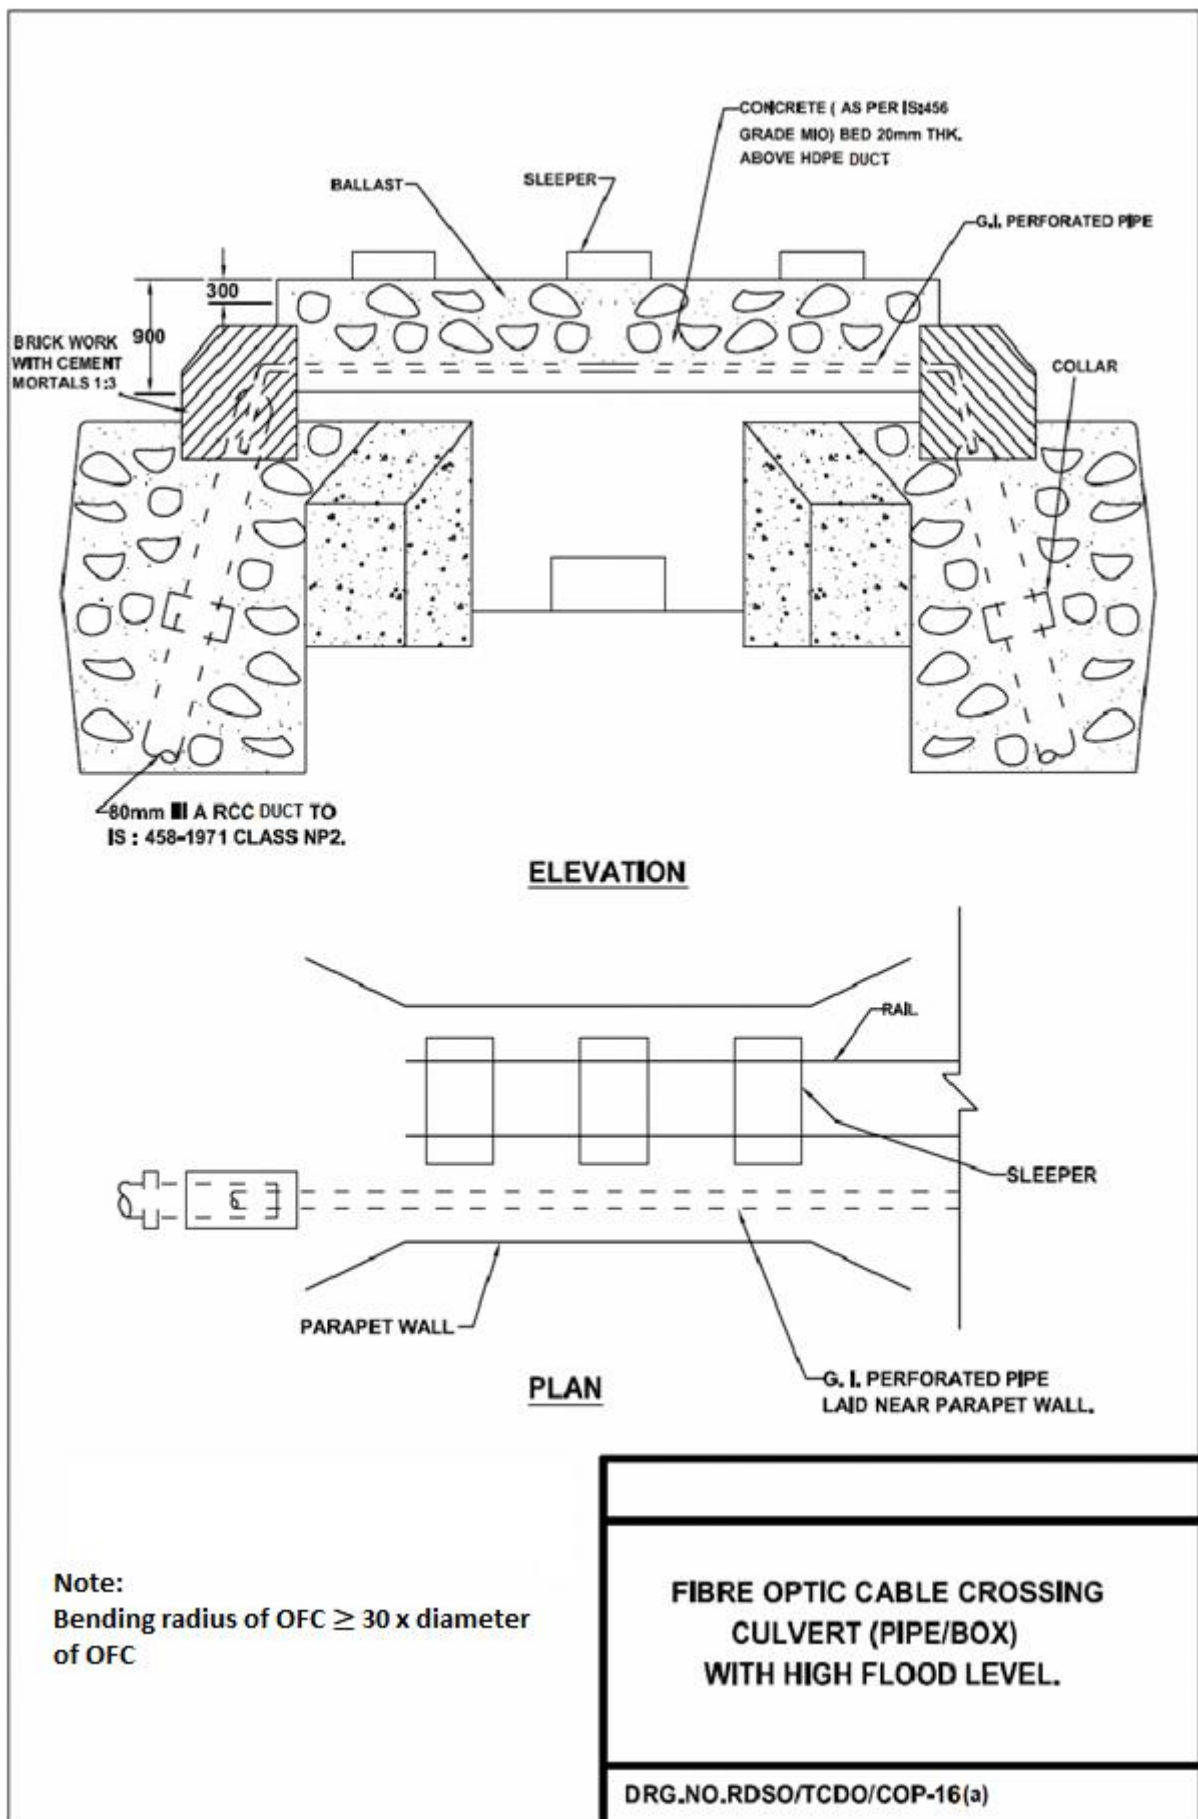 CONCRETE ( AS PER IS:456
GRADE MIO) BED 20mm THK.
ABOVE HDPE DUCT
SLEEPER
BALLAST
G.I. PERFORATED PIPE
300
900
BRICK WORK
WITH CEMENT
MORTALS 1:3
COLLAR
80mm A RCC DUCT TO
IS : 458-1971 CLASS NP2.
ELEVATION
RAIL
SLEEPER
PARAPET WALL
G. I. PERFORATED PIPE
LAID NEAR PARAPET WALL.
PLAN
Note:
Bending radius of OFC ≥ 30 x diameter
of OFC
FIBRE OPTIC CABLE CROSSING
CULVERT (PIPE/BOX)
WITH HIGH FLOOD LEVEL.
DRG.NO.RDSO/TCDO/COP-16(a)